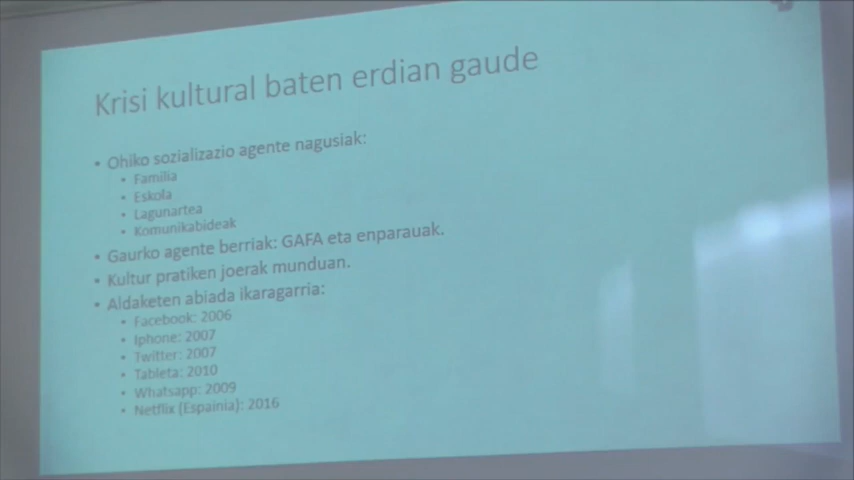 Krisi kultural baten erdian gaude
• Ohiko sozializazio agente nagusiak:
• Familia
• Eskola
• Lagunartea
• Komunikabideak
• Gaurko agente berriak: GAFA eta enparauak.
• Kultur pratiken joerak munduan.
• Aldaketen abiada ikaragarria:
• Facebook: 2006
• Iphone: 2007
• Twitter: 2007
• Tableta: 2010
• Whatsapp: 2009
• Netflix (Espainia): 2016